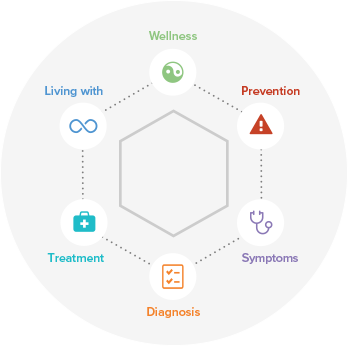 Wellness
Living with
Prevention
Treatment
Symptoms
Diagnosis